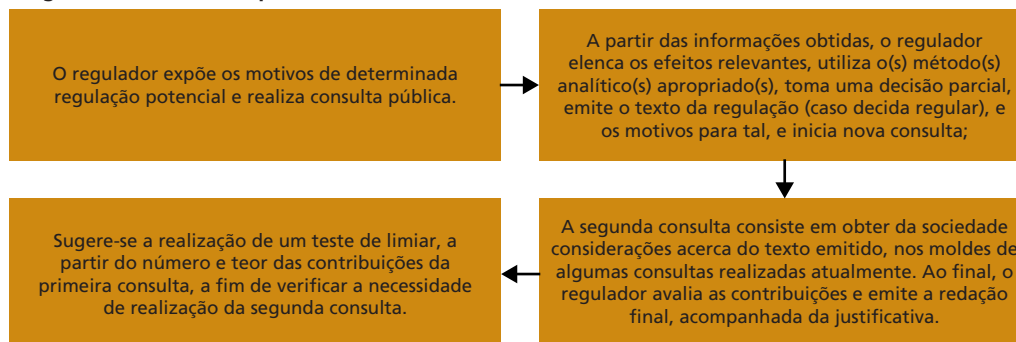 O regulador expõe os motivos de determinada
regulação potencial e realiza consulta pública.
A partir das informações obtidas, o regulador
elenca os efeitos relevantes, utiliza o(s) método(s)
analítico(s) apropriado(s), toma uma decisão parcial,
emite o texto da regulação (caso decida regular), e
os motivos para tal, e inicia nova consulta;
A segunda consulta consiste em obter da sociedade
considerações acerca do texto emitido, nos moldes de
algumas consultas realizadas atualmente. Ao final, o
regulador avalia as contribuições e emite a redação
final, acompanhada da justificativa.
Sugere-se a realização de um teste de limiar, a
partir do número e teor das contribuições da
primeira consulta, a fim de verificar a necessidade
de realização da segunda consulta.